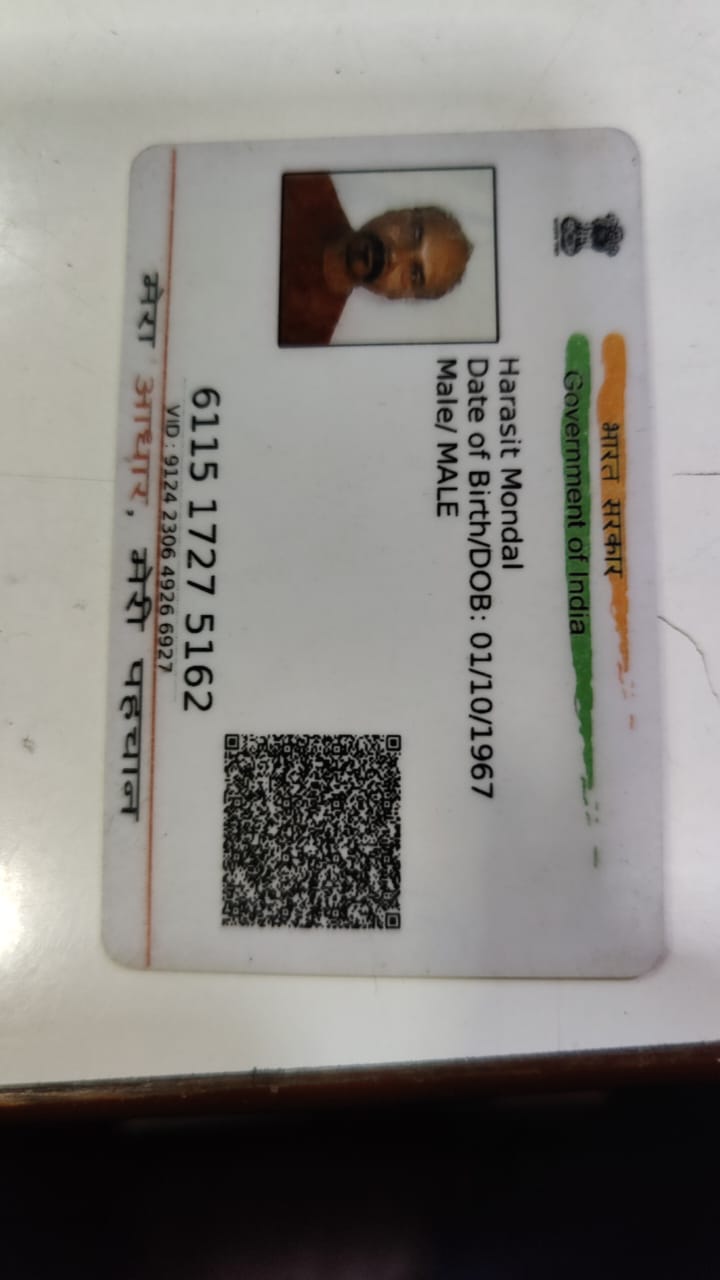 भारत सरकार
Government of India
Harasit Mondal
Date of Birth/DOB: 01/10/1967
Male/ MALE
6115 1727 5162
VID : 9124 2306 4926 6927
मेरा आधार, मेरी पहचान